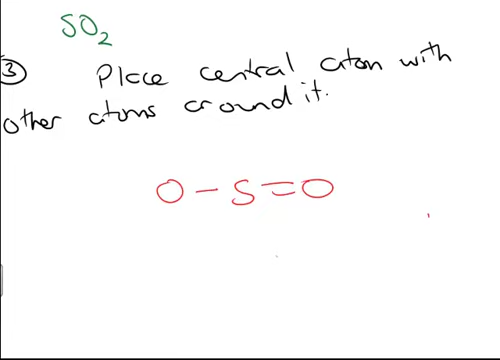 SO₂
③ Place central atom with
other atoms around it.
O – S = O